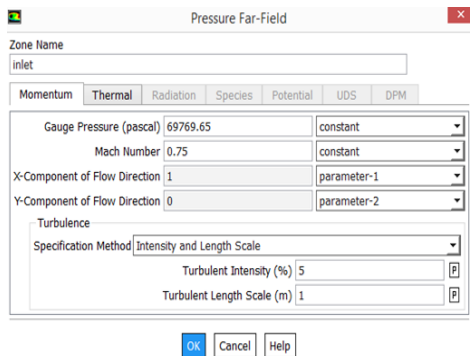 Pressure Far-Field
Zone Name
inlet
Momentum Thermal Radiation Species Potential UDS DPM
Gauge Pressure (pascal) 69769.65 constant
Mach Number 0.75 constant
X-Component of Flow Direction 1 parameter-1
Y-Component of Flow Direction 0 parameter-2
Turbulence
Specification Method Intensity and Length Scale
Turbulent Intensity (%) 5 P
Turbulent Length Scale (m) 1 P
OK Cancel Help